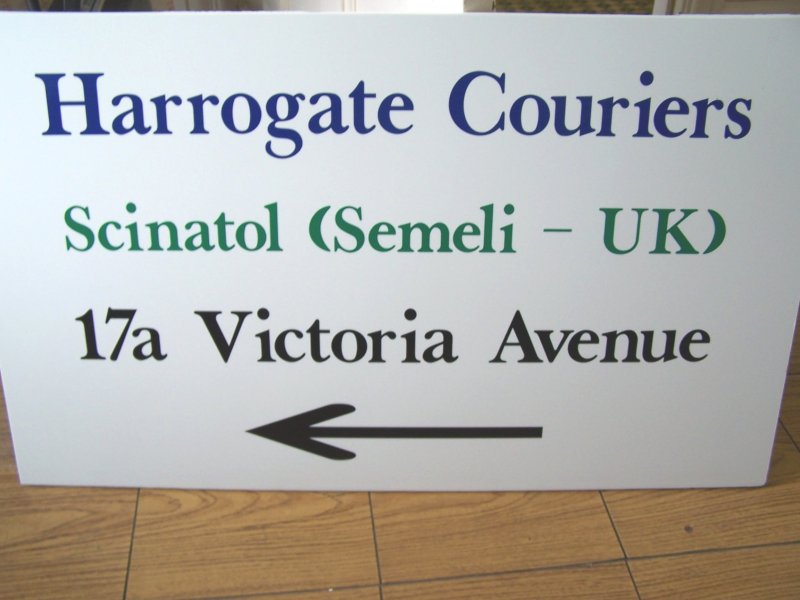 Harrogate Couriers
Scinatol (Semeli - UK)
17a Victoria Avenue